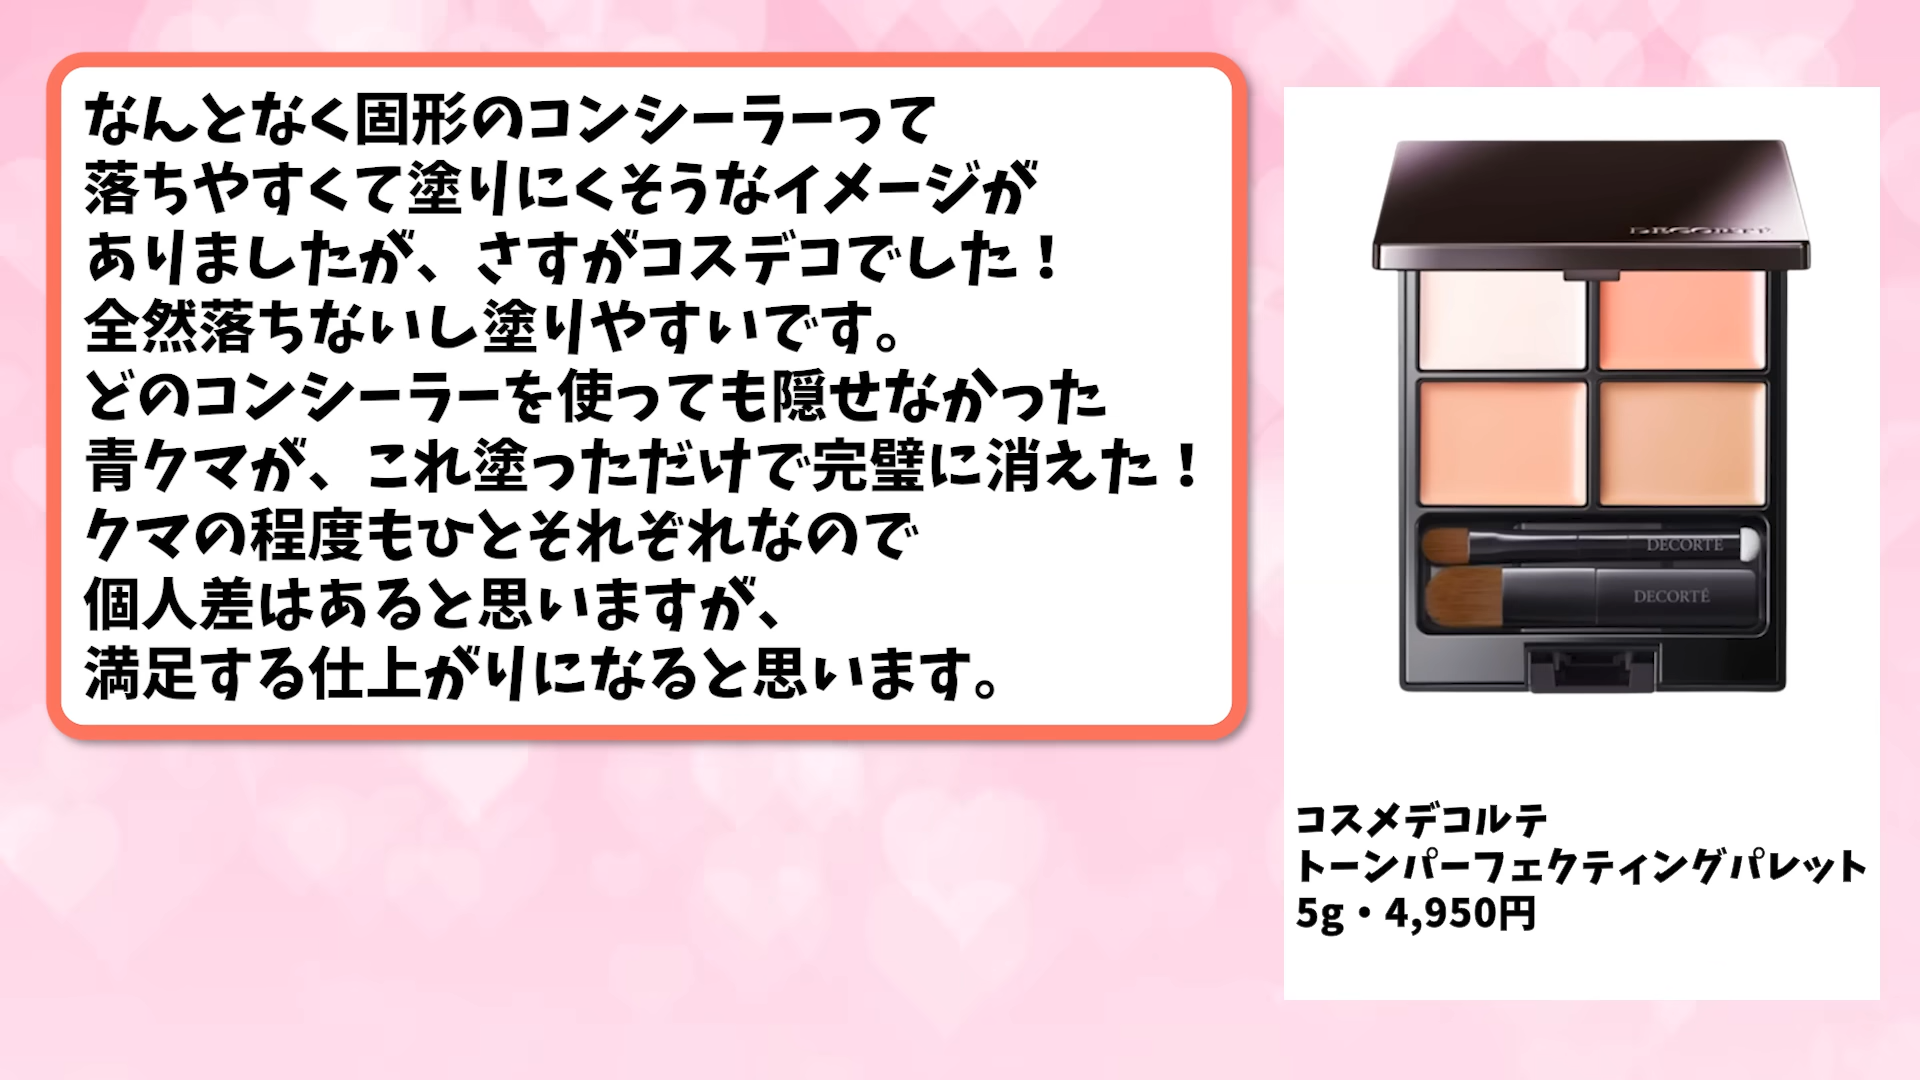 なんとなく固形のコンシーラーって
落ちやすくて塗りにくそうなイメージが
ありましたが、さすがコスデコでした！
全然落ちないし塗りやすいです。
どのコンシーラーを使っても隠せなかった
青クマが、これ塗っただけで完璧に消えた！
クマの程度もひとそれぞれなので
個人差はあると思いますが、
満足する仕上がりになると思います。
DECORTÉ
DECORTÉ
DECORTÉ
コスメデコルテ
トーンパーフェクティングパレット
5g・4,950円